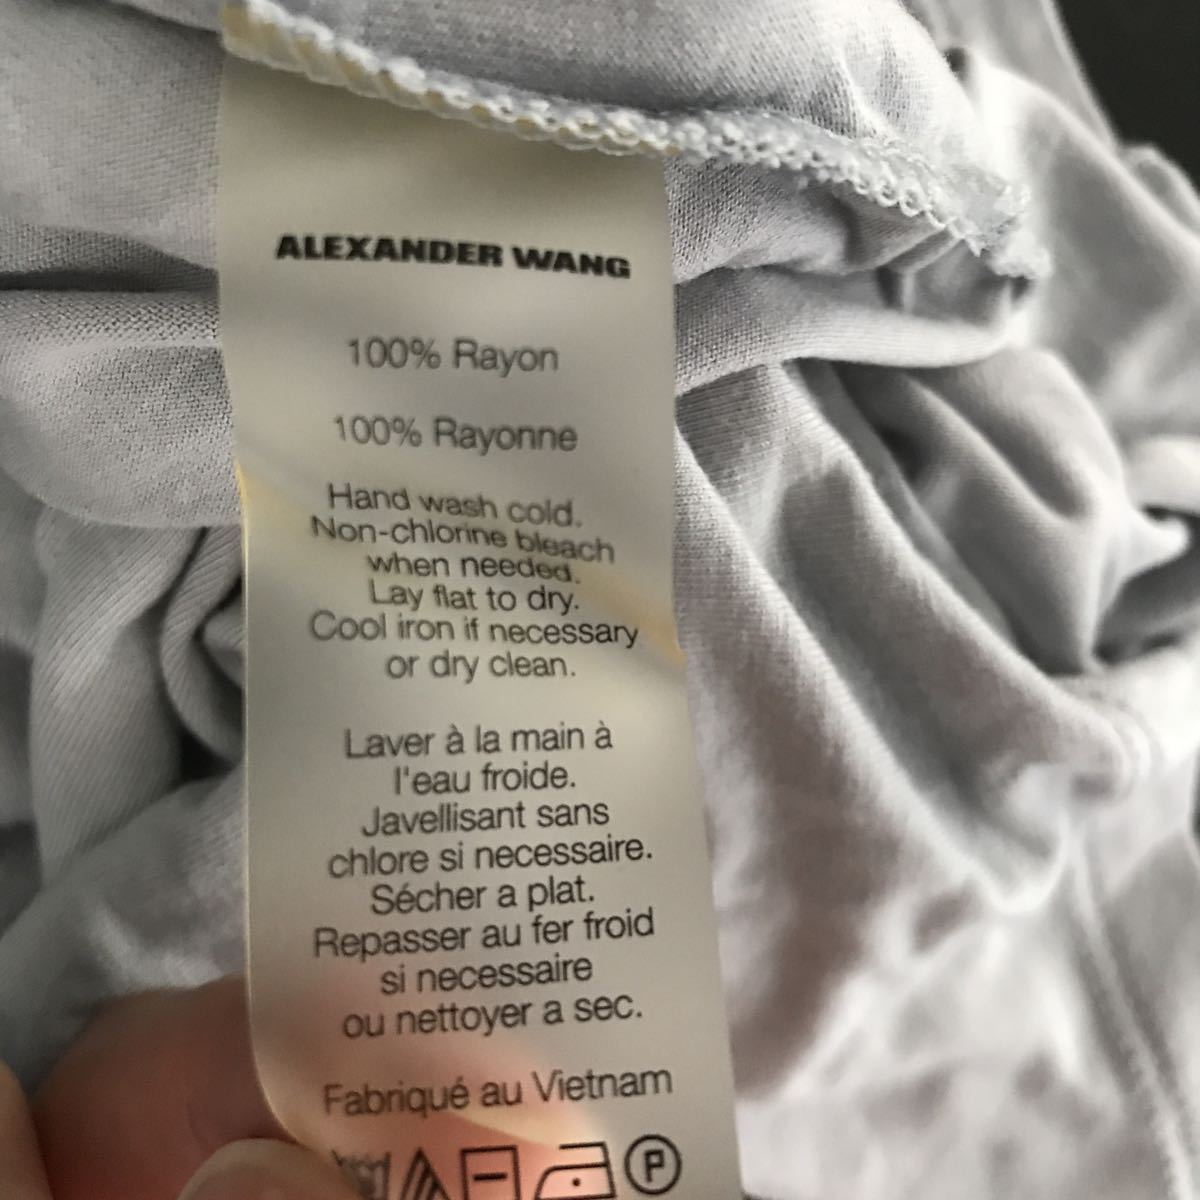 ALEXANDER WANG
100% Rayon
100% Rayonne
Hand wash cold.
Non-chlorine bleach
when needed.
Lay flat to dry.
Cool iron if necessary
or dry clean.
Laver à la main à
l'eau froide.
Javellisant sans
chlore si necessaire.
Sécher a plat.
Repasser au fer froid
si necessaire
ou nettoyer a sec.
Fabriqué au Vietnam
P